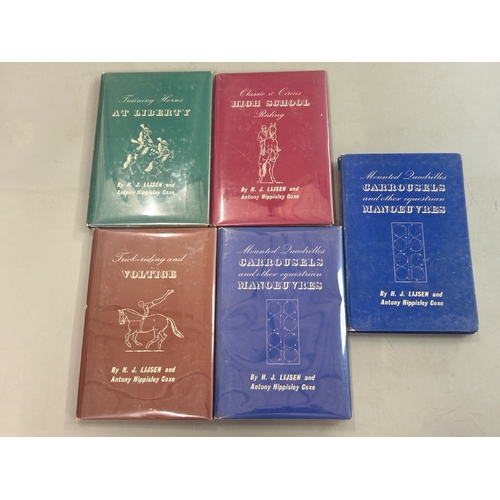 Training Horses
AT LIBERTY
By H. J. LIJSEN and
Antony Hippisley Coxe
Classic & Circus
HIGH SCHOOL
Riding
By H. J. LIJSEN and
Antony Hippisley Coxe
Mounted Quadrilles
CARROUSELS
and other equestrian
MANOEUVRES
By H. J. LIJSEN and
Antony Hippisley Coxe
Trick-riding and
VOLTIGE
By H. J. LIJSEN and
Antony Hippisley Coxe
Mounted Quadrilles
CARROUSELS
and other equestrian
MANOEUVRES
By H. J. LIJSEN and
Antony Hippisley Coxe